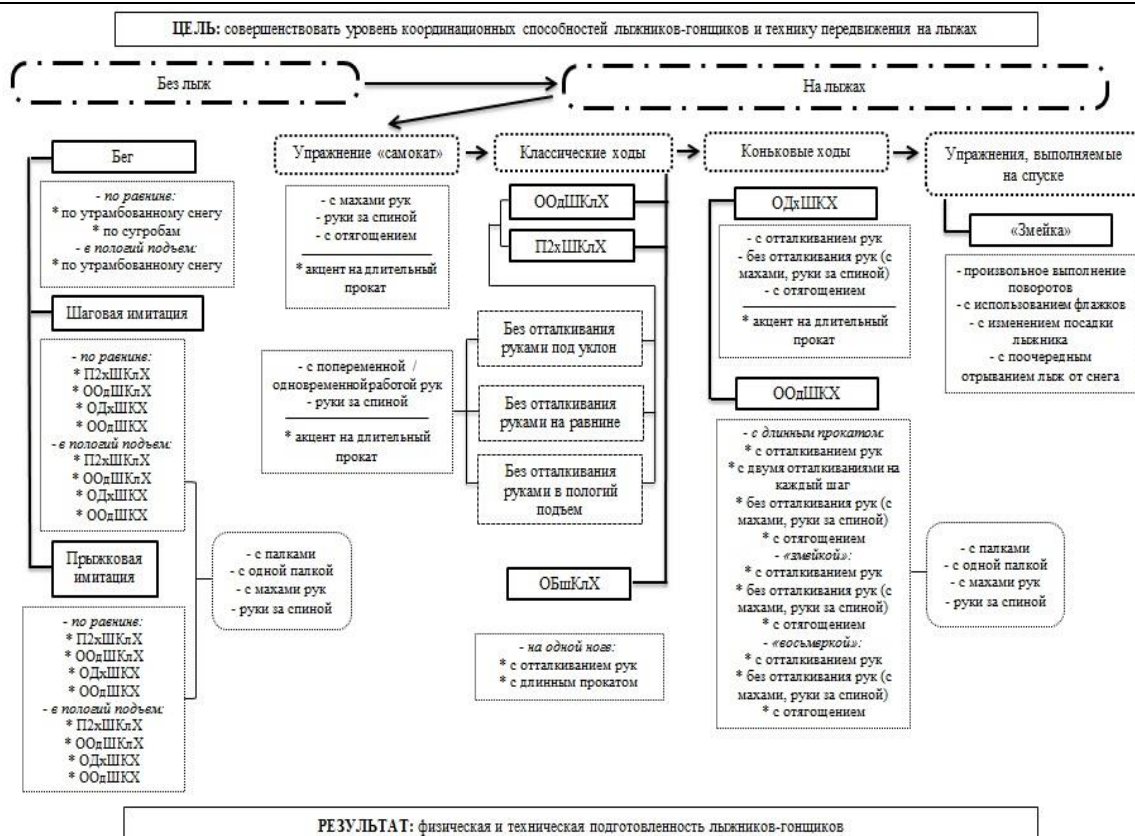 ЦЕЛЬ: совершенствовать уровень координационных способностей лыжников-гонщиков и технику передвижения на лыжах
Без лыж
На лыжах
Бег
- по равнине:
* по утрамбованному снегу
* по сугробам
- в пологий подъем:
* по утрамбованному снегу
Шаговая имитация
- по равнине:
* П2хШКлХ
* ООдШКлХ
* ОДхШКХ
* ООдШКХ
- в пологий подъем:
* П2хШКлХ
* ООдШКлХ
* ОДхШКХ
* ООдШКХ
Прыжковая
имитация
- по равнине:
* П2хШКлХ
* ООдШКлХ
* ОДхШКХ
* ООдШКХ
- в пологий подъем:
* П2хШКлХ
* ООдШКлХ
* ОДхШКХ
* ООдШКХ
- с палками
- с одной палкой
- с махами рук
- руки за спиной
Упражнение «самокат»
- с махами рук
- руки за спиной
- с отягощением
* акцент на длительный
прокат
Классические ходы
ООдШКлХ
П2хШКлХ
- с попеременной /
одновременной работой рук
- руки за спиной
* акцент на длительный
прокат
Без отталкивания
руками под уклон
Без отталкивания
руками на равнине
Без отталкивания
руками в пологий
подъем
ОБшКлХ
- на одной ноге:
* с отталкиванием рук
* с длинным прокатом
Коньковые ходы
ОДхШКХ
- с отталкиванием рук
- без отталкивания рук (с
махами, руки за спиной)
- с отягощением
* акцент на длительный
прокат
ООдШКХ
- с длинным прокатом:
* с отталкиванием рук
* с двумя отталкиваниями на
каждый шаг
* без отталкивания рук (с
махами, руки за спиной)
* с отягощением
- «змейкой»:
* с отталкиванием рук
* без отталкивания рук (с
махами, руки за спиной)
* с отягощением
- «восьмеркой»:
* с отталкиванием рук
* без отталкивания рук (с
махами, руки за спиной)
* с отягощением
- с палками
- с одной палкой
- с махами рук
- руки за спиной
Упражнения, выполняемые
на спуске
«Змейка»
- произвольное выполнение
поворотов
- с использованием флажков
- с изменением посадки
лыжника
- с поочередным
отрыванием лыж от снега
РЕЗУЛЬТАТ: физическая и техническая подготовленность лыжников-гонщиков